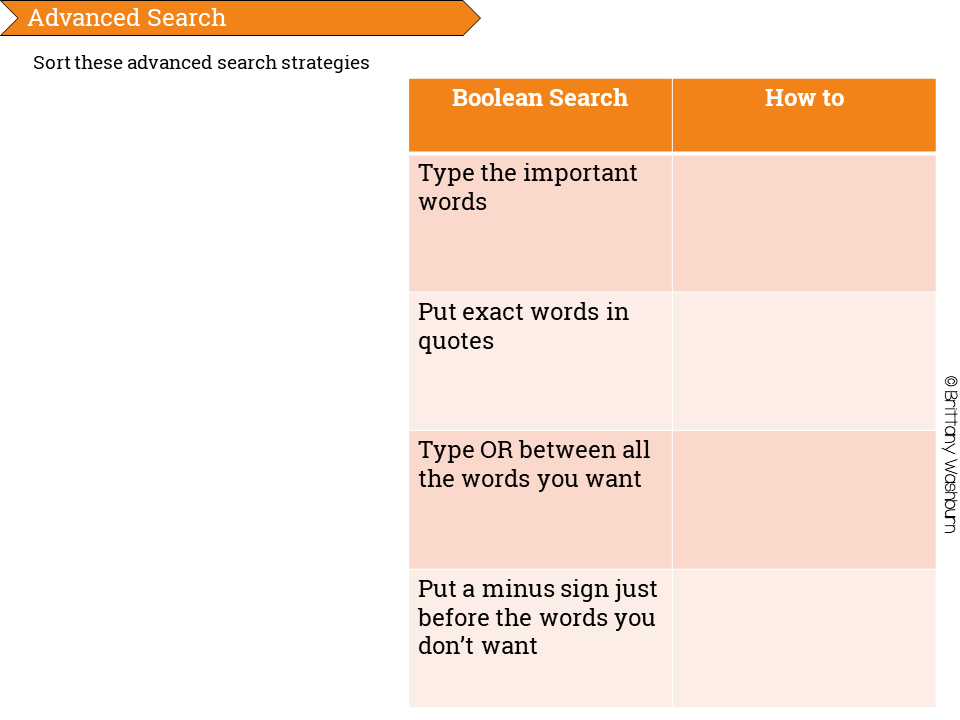 Advanced Search
Sort these advanced search strategies
Boolean Search
How to
Type the important
words
Put exact words in
quotes
Type OR between all
the words you want
Put a minus sign just
before the words you
don’t want
© Brittany Washburn